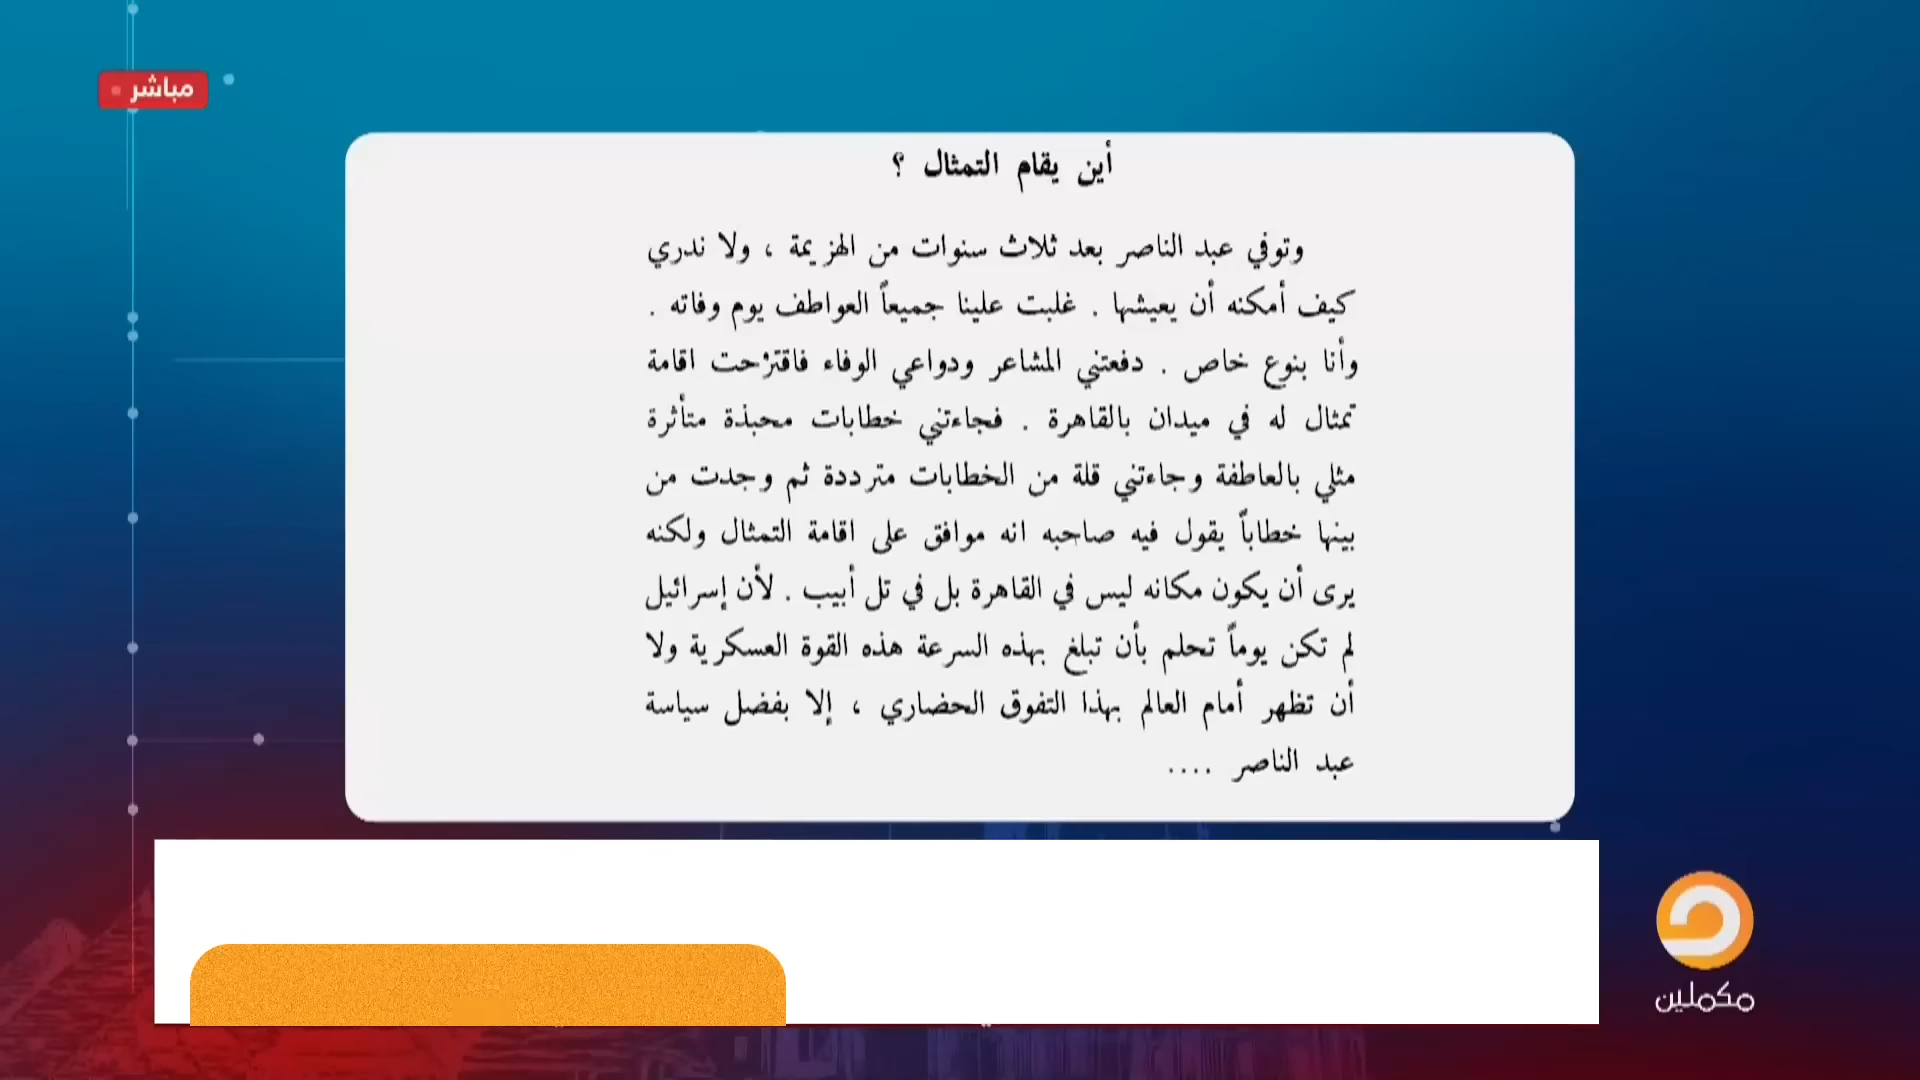 مباشر
أين يقام التمثال ؟
وتوفي عبد الناصر بعد ثلاث سنوات من الهزيمة ، ولا ندري
كيف أمكنه أن يعيشها . غلبت علينا جميعاً العواطف يوم وفاته .
وأنا بنوع خاص . دفعتني المشاعر ودواعي الوفاء فاقترحت اقامة
تمثال له في ميدان بالقاهرة . فجاءتني خطابات محبذة متأثرة
مثلي بالعاطفة وجاءتني قلة من الخطابات مترددة ثم وجدت من
بينها خطاباً يقول فيه صاحبه انه موافق على اقامة التمثال ولكنه
يرى أن يكون مكانه ليس في القاهرة بل في تل أبيب . لأن إسرائيل
لم تكن يوماً تحلم بأن تبلغ بهذه السرعة هذه القوة العسكرية ولا
أن تظهر أمام العالم بهذا التفوق الحضاري ، إلا بفضل سياسة
عبد الناصر ....
مكملين